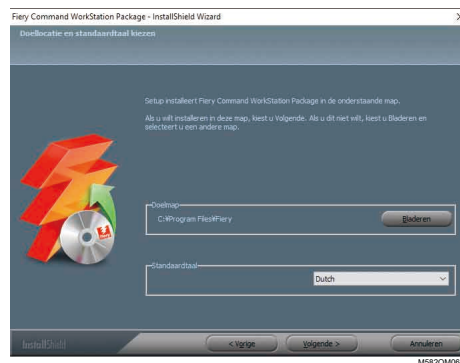 Fiery Command WorkStation Package - InstallShield Wizard
Doellocatie en standaardtaal kiezen
Setup installeert Fiery Command WorkStation Package in de onderstaande map.
Als u wilt installeren in deze map, kiest u Volgende. Als u dit niet wilt, kiest u Bladeren en
selecteert u een andere map.
Doelmap
C:¥Program Files¥Fiery
Bladeren
Standaardtaal
Dutch
InstallShield
< Vorige
Volgende >
Annuleren